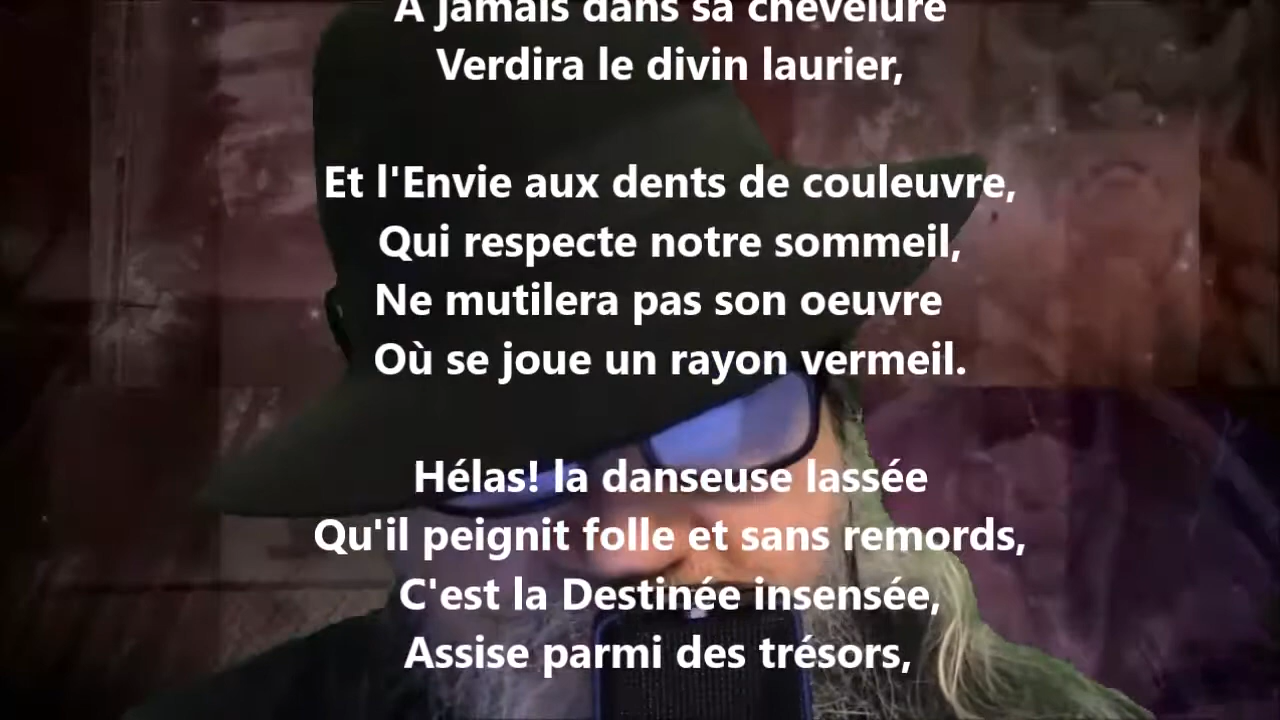 A jamais dans sa chevelure
Verdira le divin laurier,
Et l'Envie aux dents de couleuvre,
Qui respecte notre sommeil,
Ne mutilera pas son oeuvre
Où se joue un rayon vermeil.
Hélas! la danseuse lassée
Qu'il peignit folle et sans remords,
C'est la Destinée insensée,
Assise parmi des trésors,